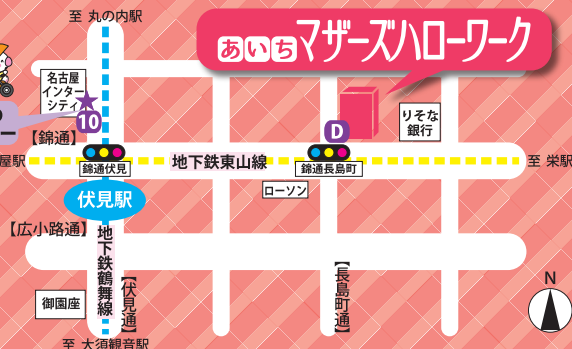 至 丸の内駅
あいちマザーズハローワーク
名古屋
インター
シティ
10
りそな
銀行
D
【錦通】
屋駅
錦通伏見
地下鉄東山線
錦通長島町
至 栄駅
ローソン
伏見駅
【広小路通】
地下鉄鶴舞線
【伏見通】
【長島町通】
御園座
N
至 大須観音駅